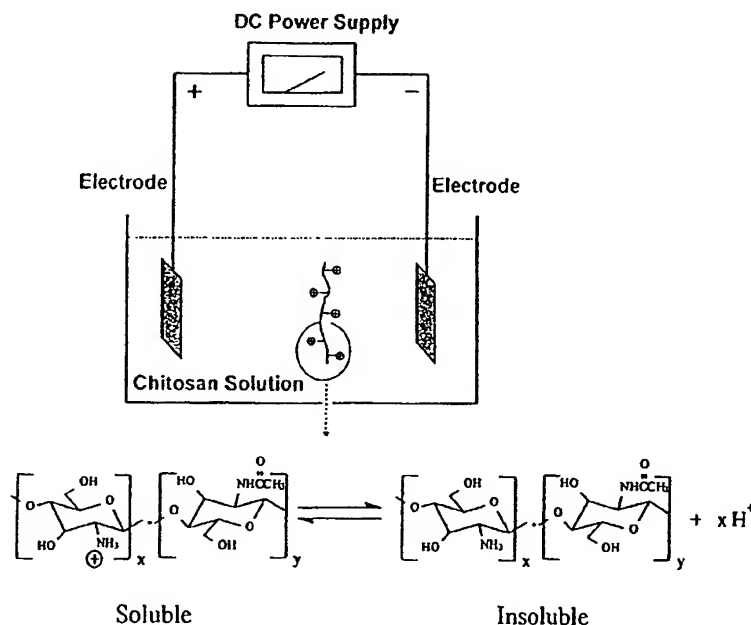 DC Power Supply
+ −
Electrode Electrode
⊕
⊕
⊕
⊕
⊕
Chitosan Solution
O O
OH HO NHCCH₃ OH HO NHCCH₃
O O O O O O O O
HO NH₃ OH x y HO NH₂ OH x y + x H⁺
⊕
Soluble Insoluble